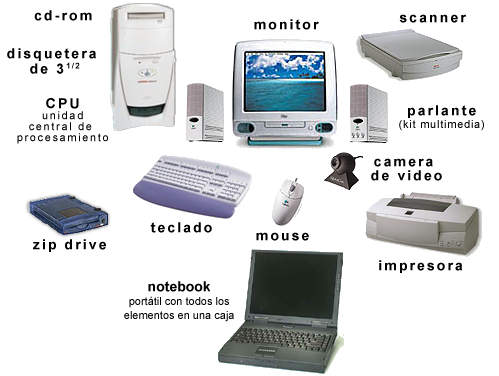 cd-rom
monitor
scanner
disquetera
de 3 1/2
CPU
unidad
central de
procesamiento
parlante
(kit multimedia)
camera
de video
teclado
mouse
zip drive
impresora
notebook
portátil con todos los
elementos en una caja